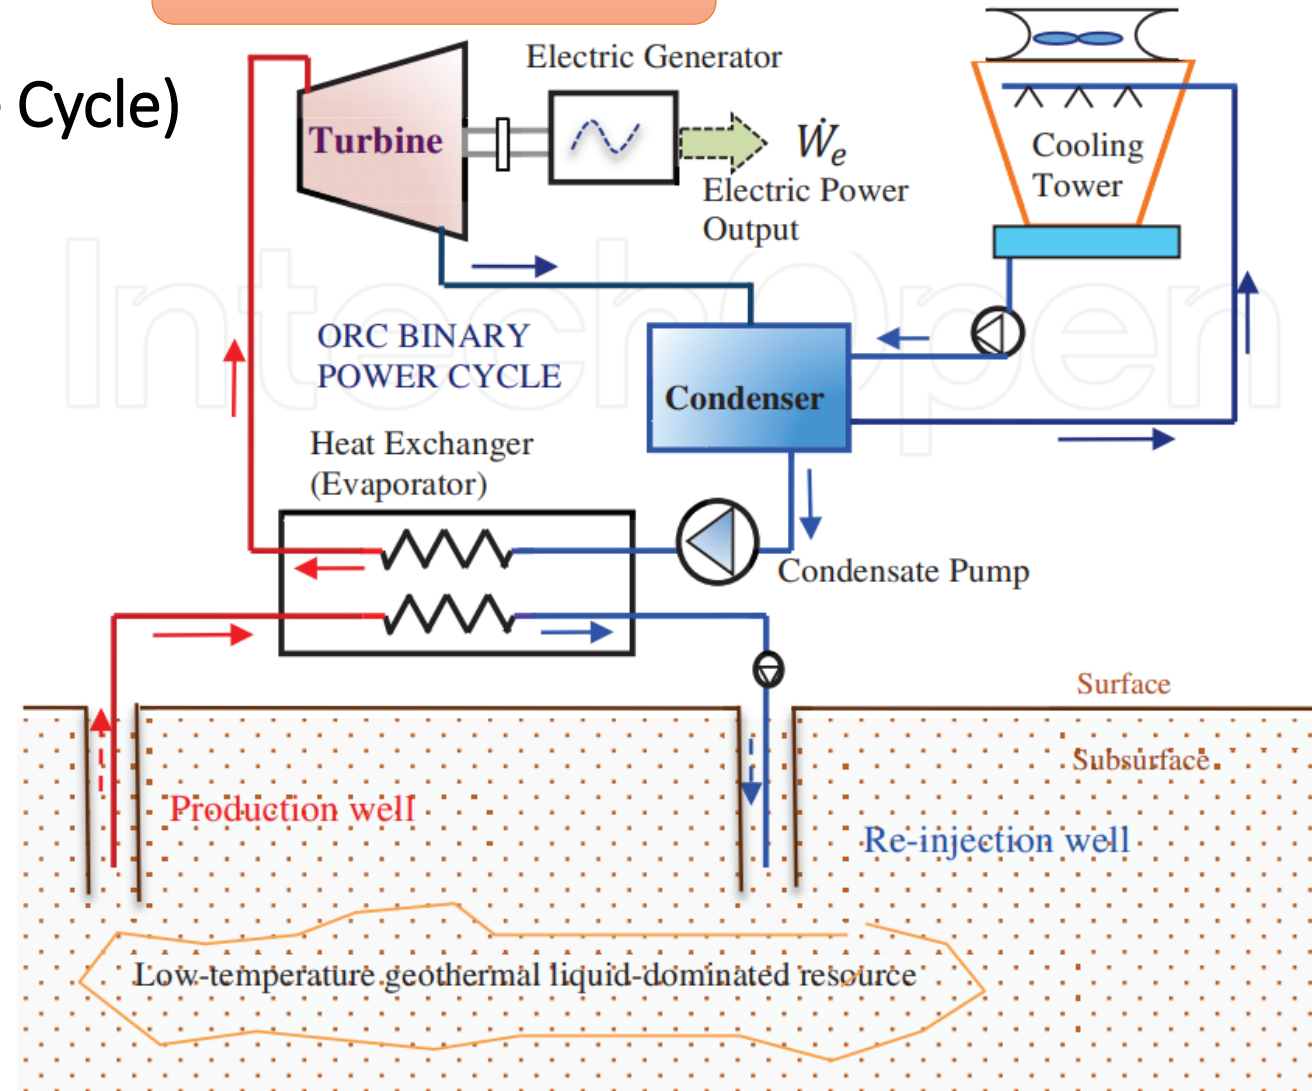 Cycle)
Electric Generator
Turbine
Ẇe
Electric Power
Output
Cooling
Tower
IntechOpen
ORC BINARY
POWER CYCLE
Condenser
Heat Exchanger
(Evaporator)
Condensate Pump
Surface
Subsurface
Production well
Re-injection well
Low-temperature geothermal liquid-dominated resource